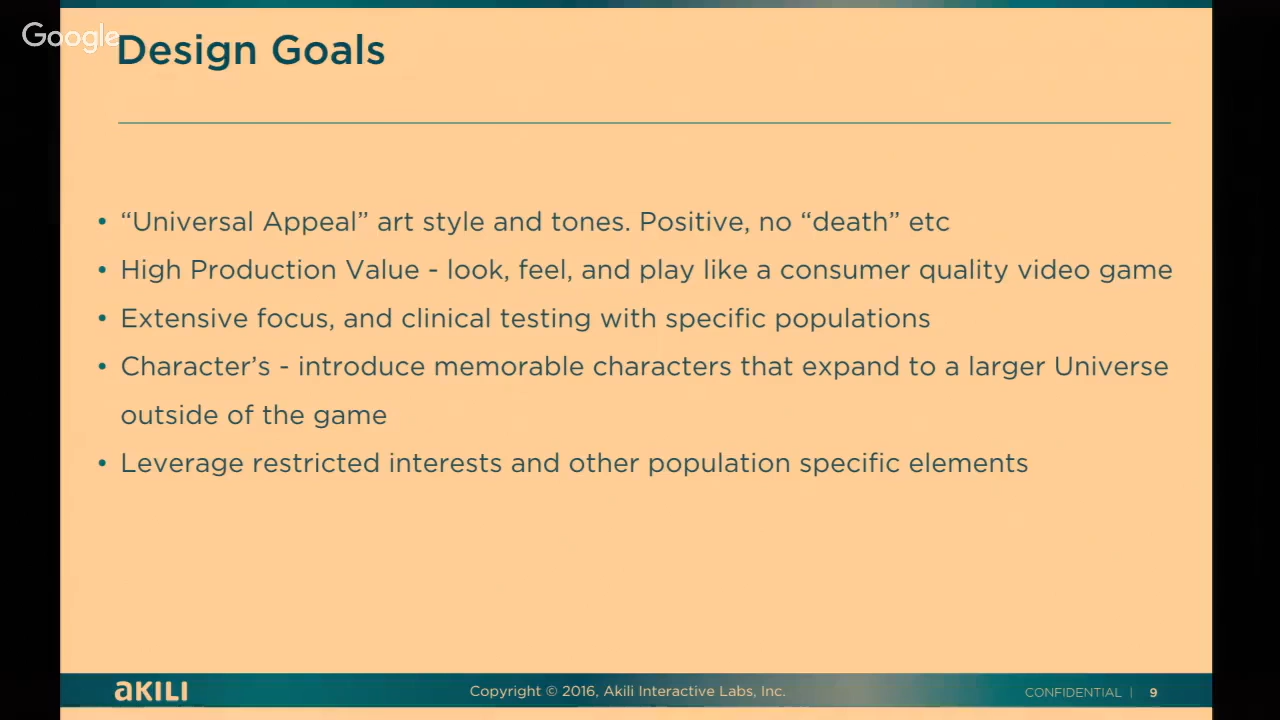 Google
Design Goals
• “Universal Appeal” art style and tones. Positive, no “death” etc
• High Production Value - look, feel, and play like a consumer quality video game
• Extensive focus, and clinical testing with specific populations
• Character’s - introduce memorable characters that expand to a larger Universe
outside of the game
• Leverage restricted interests and other population specific elements
AKILI
Copyright © 2016, Akili Interactive Labs, Inc.
CONFIDENTIAL | 9